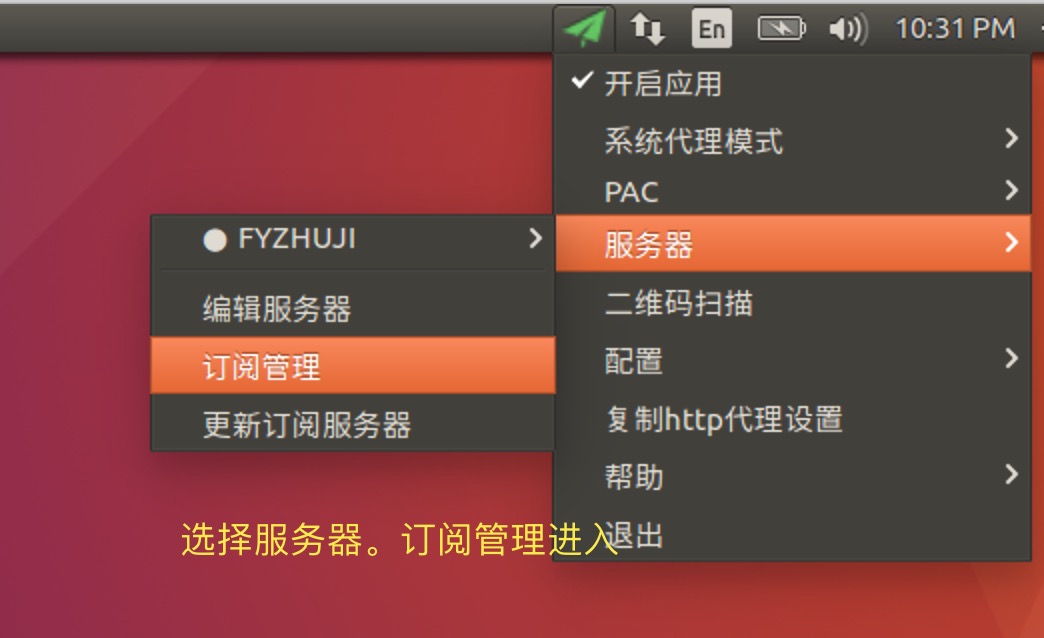 En 10:31 PM
开启应用
系统代理模式
PAC
服务器
二维码扫描
配置
复制http代理设置
帮助
退出
FYZHUJI
编辑服务器
订阅管理
更新订阅服务器
选择服务器。订阅管理进入